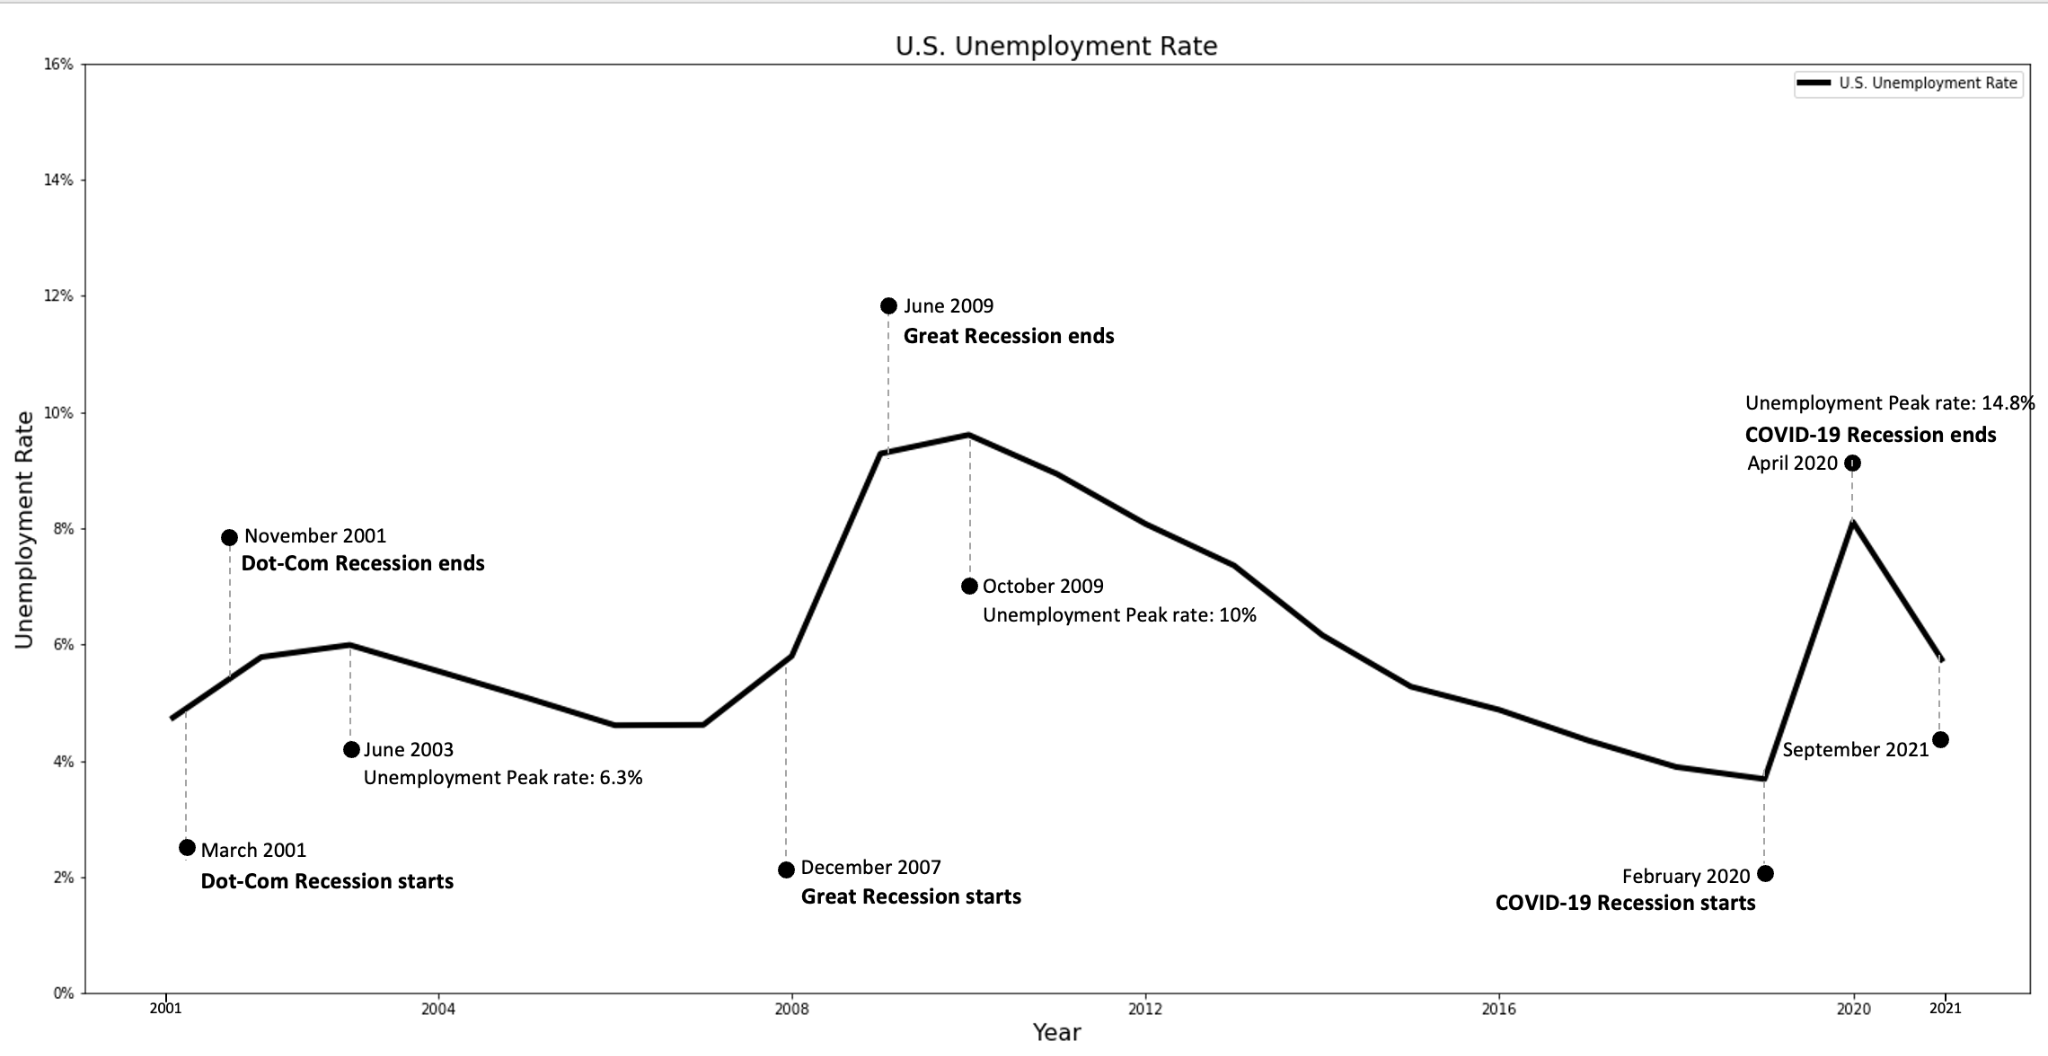 U.S. Unemployment Rate
U.S. Unemployment Rate
16%
14%
12%
10%
8%
6%
4%
2%
0%
Unemployment Rate
June 2009
Great Recession ends
Unemployment Peak rate: 14.8%
COVID-19 Recession ends
April 2020
November 2001
Dot-Com Recession ends
October 2009
Unemployment Peak rate: 10%
June 2003
Unemployment Peak rate: 6.3%
September 2021
March 2001
Dot-Com Recession starts
December 2007
Great Recession starts
February 2020
COVID-19 Recession starts
2001
2004
2008
2012
2016
2020
2021
Year